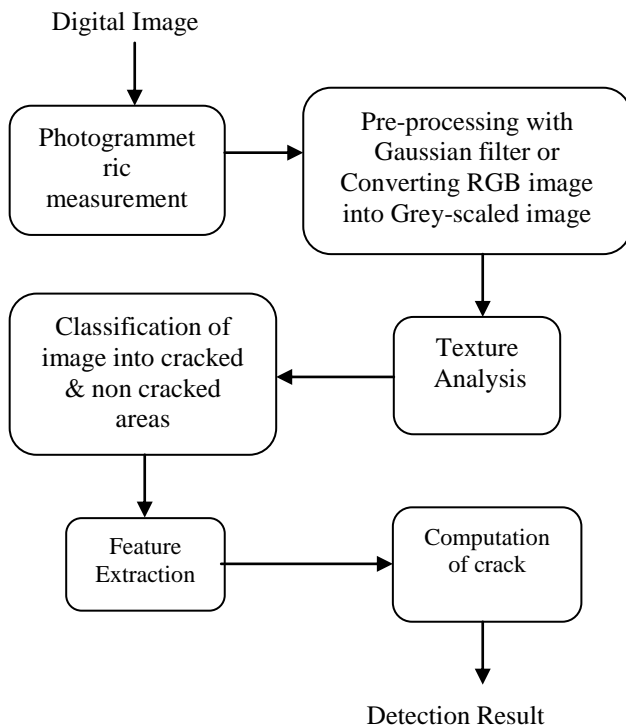 Digital Image
Photogrammet
ric
measurement
Pre-processing with
Gaussian filter or
Converting RGB image
into Grey-scaled image
Texture
Analysis
Classification of
image into cracked
& non cracked
areas
Feature
Extraction
Computation
of crack
Detection Result